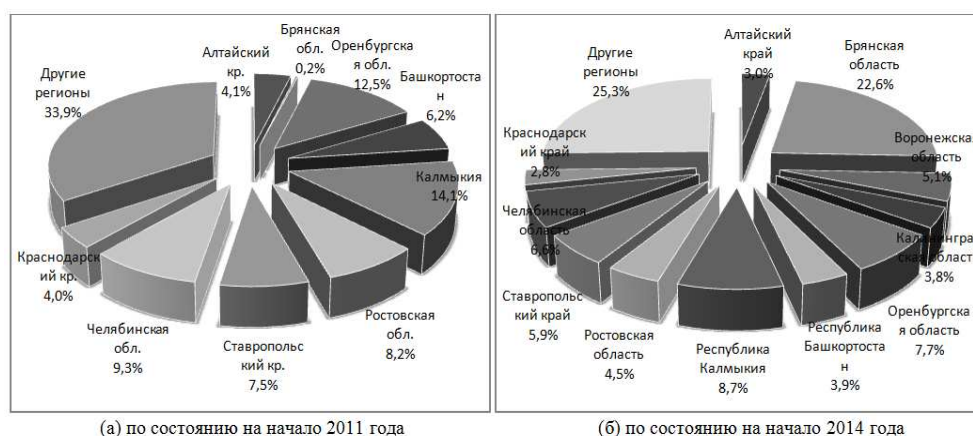 Алтайский
кр.
4,1%
Брянская
обл.
0,2%
Оренбургска
я обл.
12,5%
Башкортоста
н
6,2%
Калмыкия
14,1%
Ростовская
обл.
8,2%
Ставропольс
кий кр.
7,5%
Челябинская
обл.
9,3%
Краснодарск
ий кр.
4,0%
Другие
регионы
33,9%
(а) по состоянию на начало 2011 года
Алтайский
край
3,0%
Брянская
область
22,6%
Воронежская
область
5,1%
Калининград
ская область
3,8%
Оренбургска
я область
7,7%
Республика
Башкортоста
н
3,9%
Республика
Калмыкия
8,7%
Ростовская
область
4,5%
Ставропольс
кий край
5,9%
Челябинская
область
6,6%
Краснодарск
ий край
2,8%
Другие
регионы
25,3%
(б) по состоянию на начало 2014 года